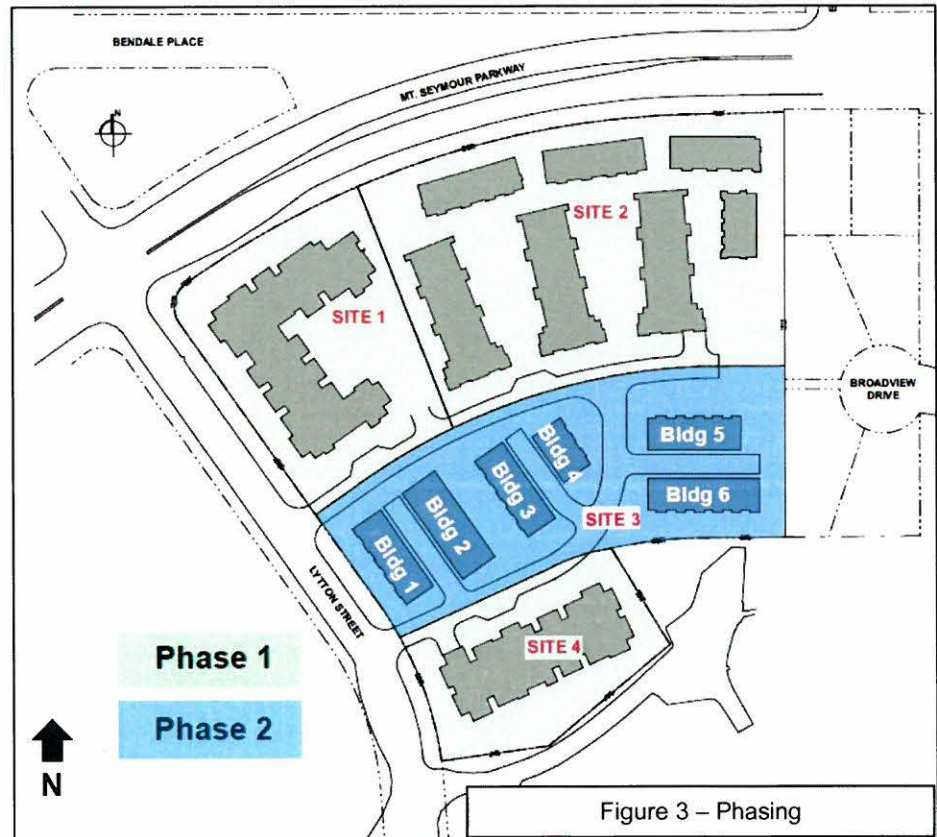 BENDALE PLACE
MT. SEYMOUR PARKWAY
N
SITE 2
SITE 1
BROADVIEW
DRIVE
Bldg 5
Bldg 4
Bldg 3
Bldg 6
Bldg 2
SITE 3
Bldg 1
LYTTON STREET
SITE 4
Phase 1
Phase 2
N
Figure 3 – Phasing